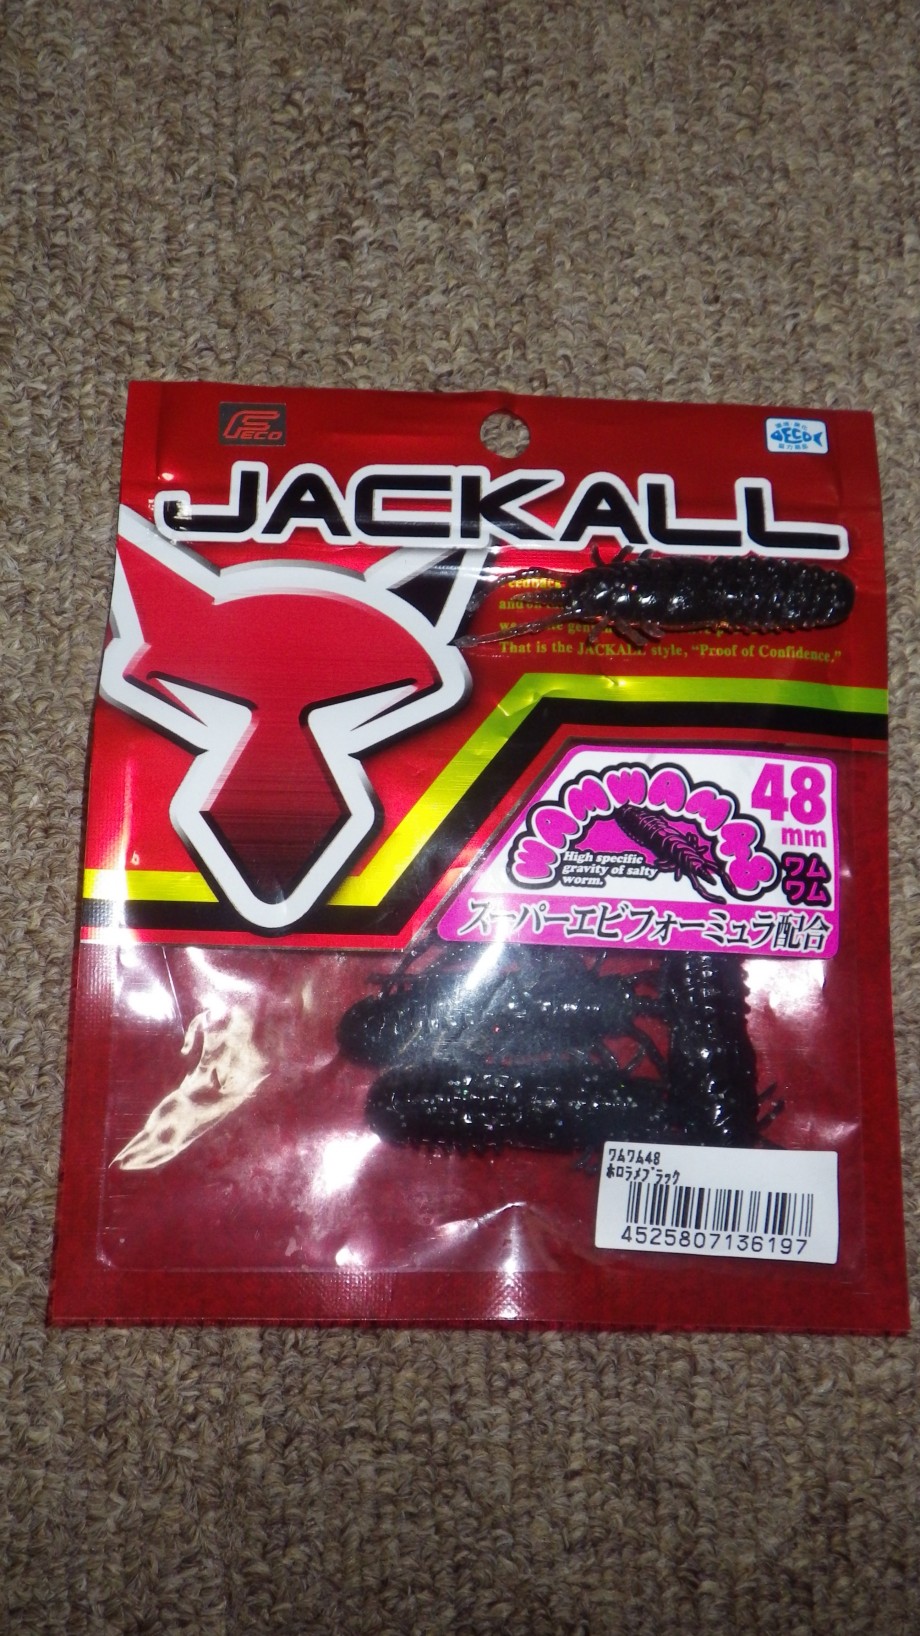 FECO
ECO
JACKALL
That is the JACKALL style, "Proof of Confidence."
WAMWAMMY
48
mm
High specific
gravity of salty
worm.
ワム
ワム
スーパーエビフォーミュラ配合
ワムワム48
ホロラメブラック
4525807136197